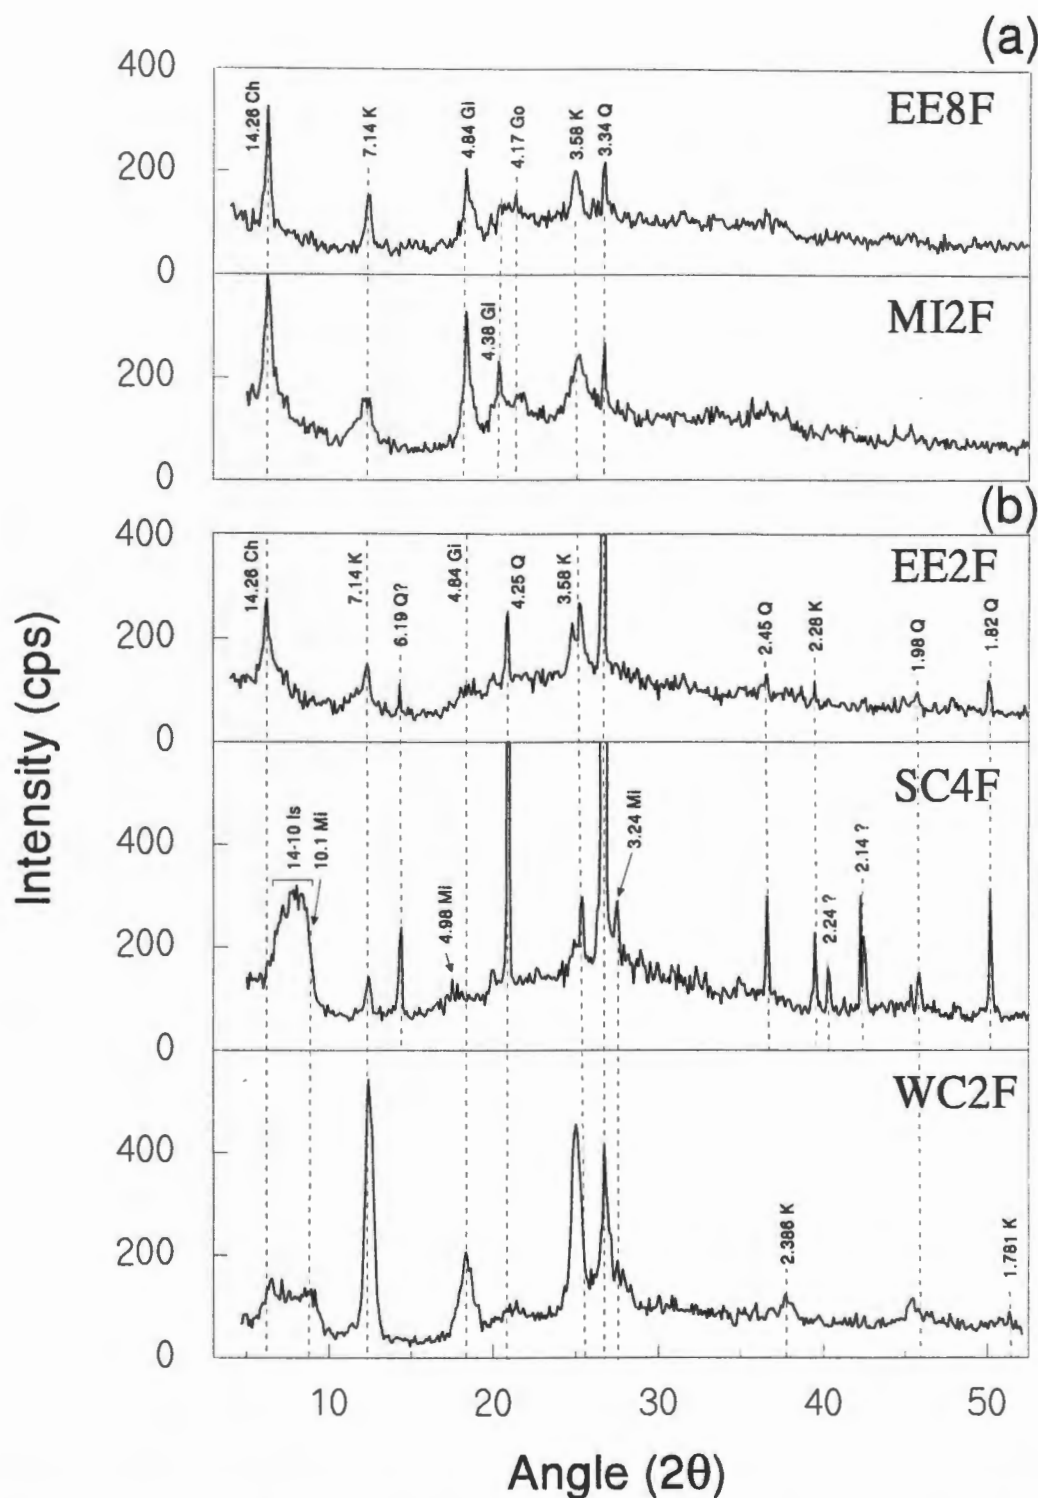 (a)
400
200
0
14.26 Ch
7.14 K
4.84 Gi
4.17 Go
3.58 K
3.34 Q
EE8F
200
0
4.38 Gi
MI2F
(b)
400
200
0
14.26 Ch
7.14 K
6.19 Q?
4.84 Gi
4.25 Q
3.58 K
2.45 Q
2.28 K
1.98 Q
1.82 Q
EE2F
400
200
0
14-10 Is
10.1 Mi
4.98 Mi
3.24 Mi
2.24 ?
2.14 ?
SC4F
400
200
0
2.386 K
1.781 K
WC2F
10 20 30 40 50
Intensity (cps)
Angle (2θ)